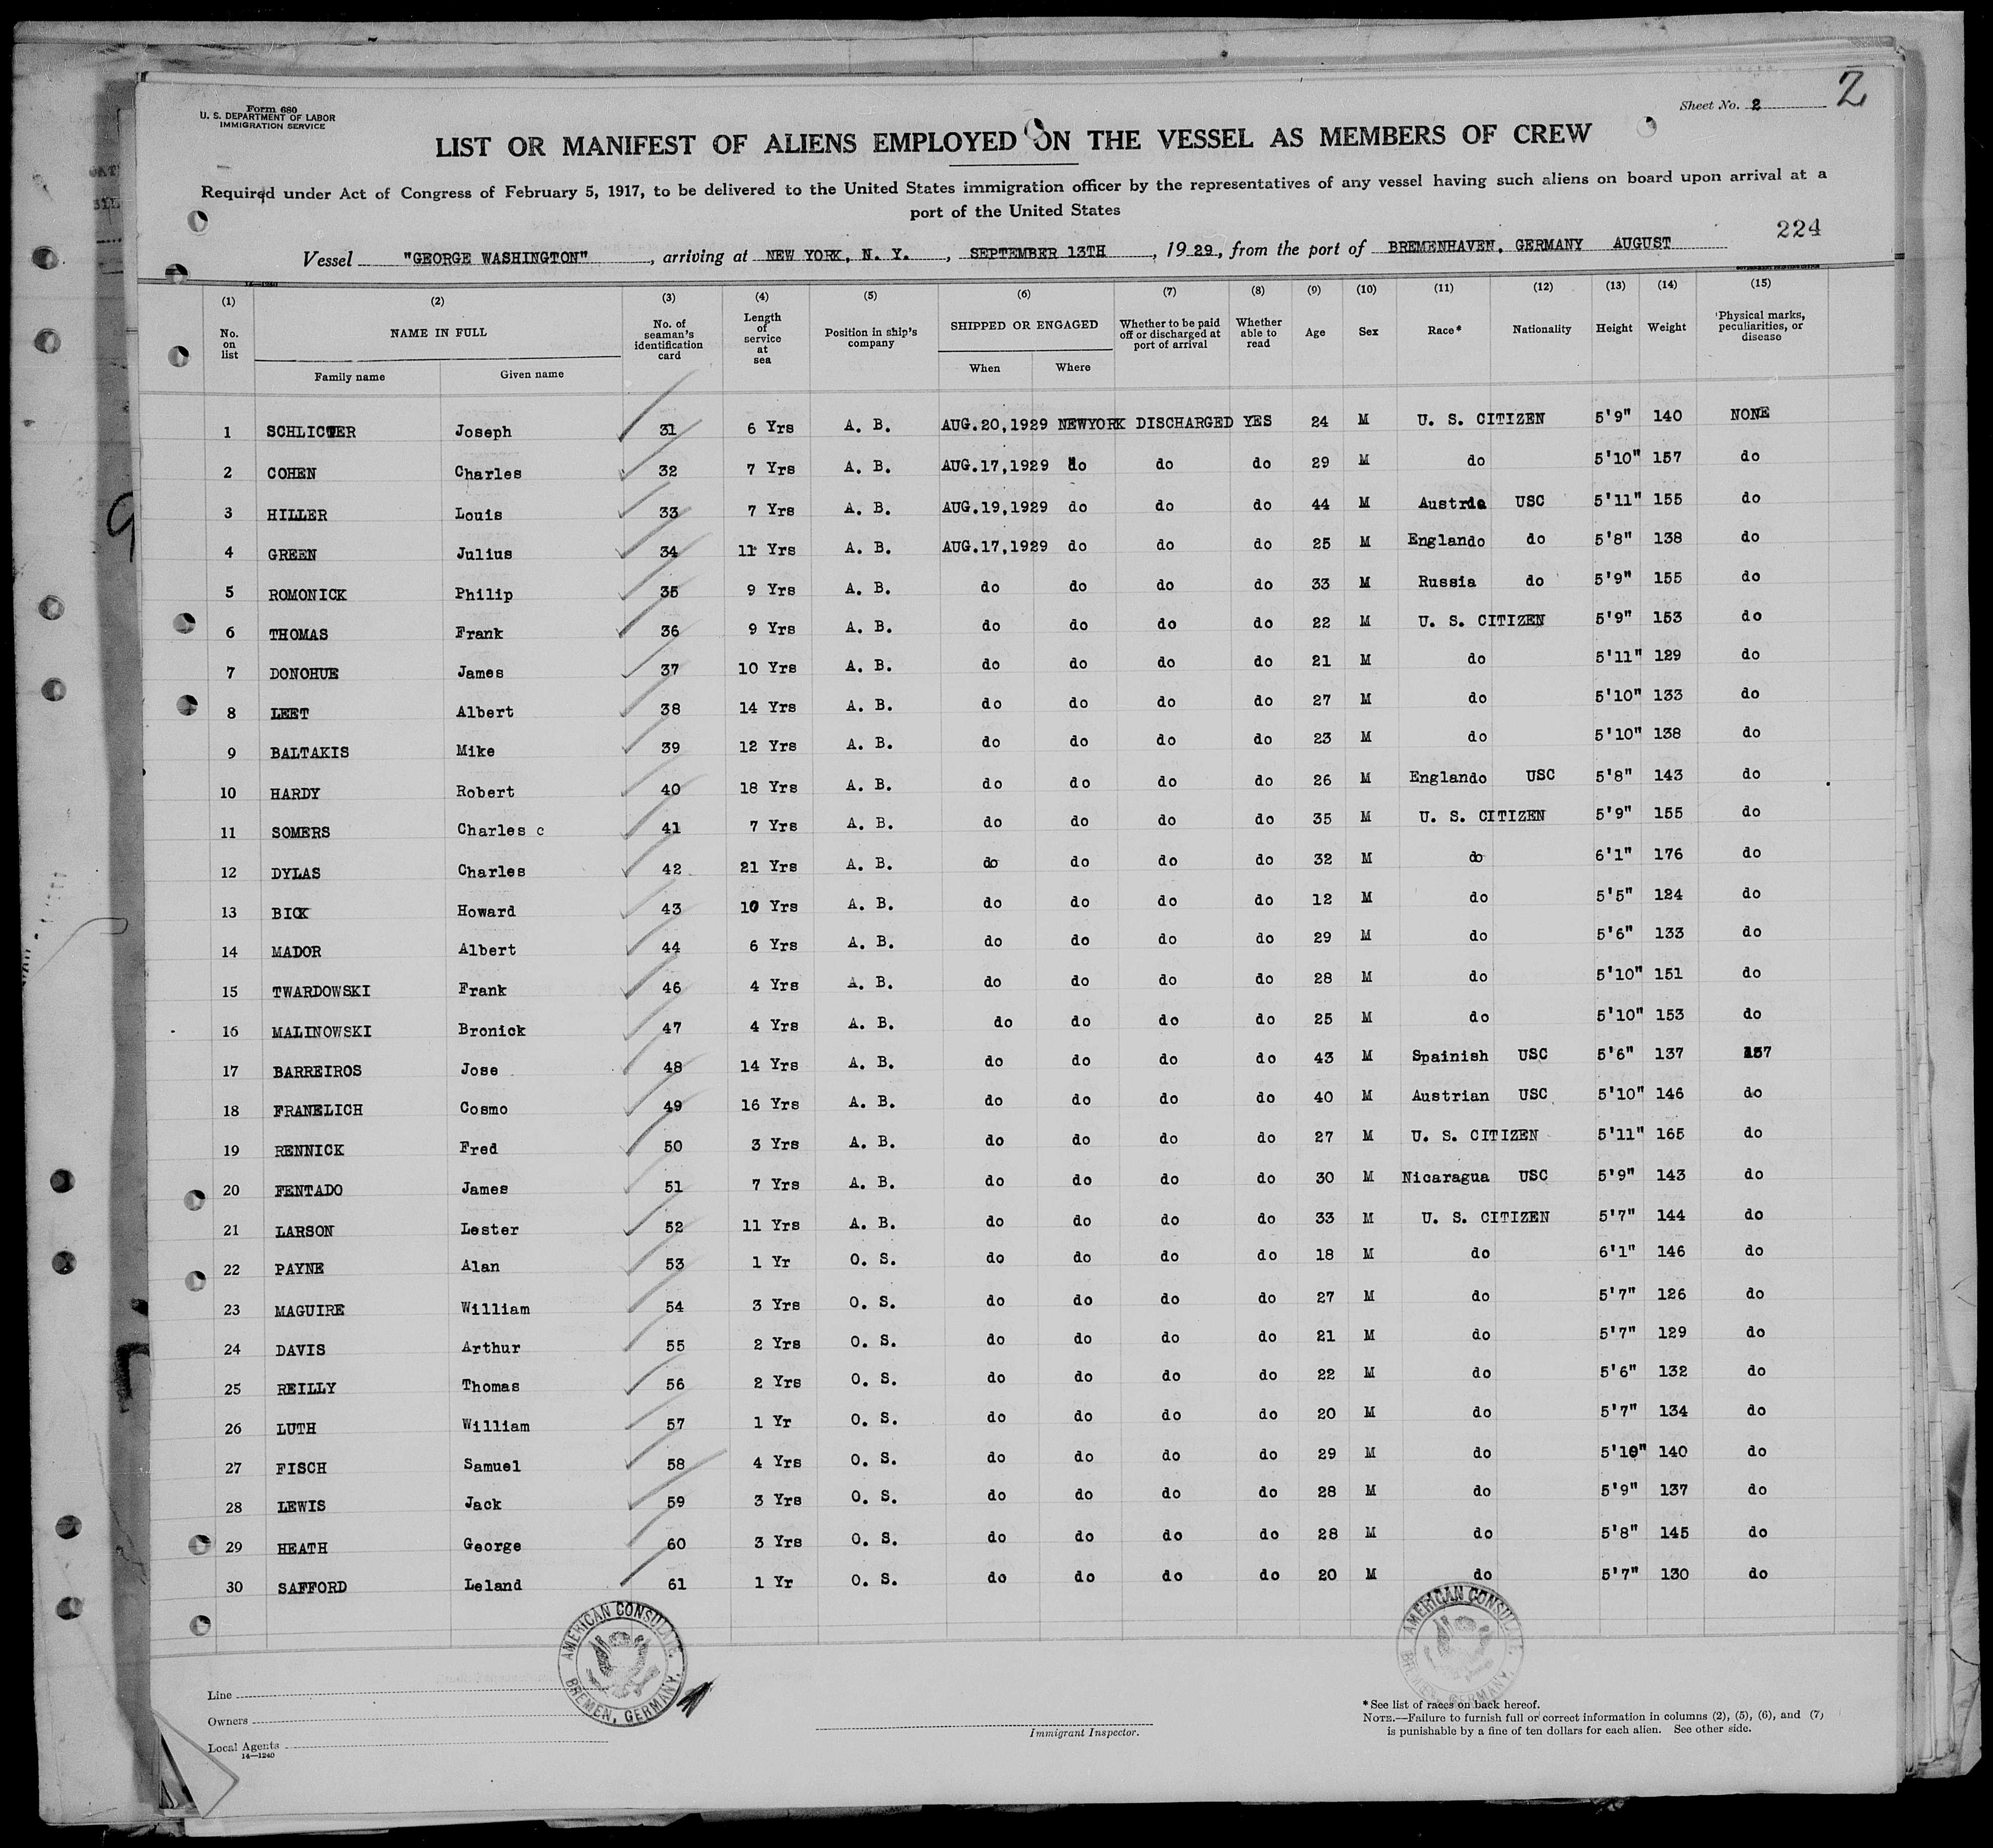 Form 680
U. S. DEPARTMENT OF LABOR
IMMIGRATION SERVICE
Sheet No. 2
2
LIST OR MANIFEST OF ALIENS EMPLOYED ON THE VESSEL AS MEMBERS OF CREW
Required under Act of Congress of February 5, 1917, to be delivered to the United States immigration officer by the representatives of any vessel having such aliens on board upon arrival at a
port of the United States
224
Vessel "GEORGE WASHINGTON", arriving at NEW YORK, N. Y., SEPTEMBER 13TH, 1929, from the port of BREMENHAVEN, GERMANY AUGUST
(1) (2) (3) (4) (5) (6) (7) (8) (9) (10) (11) (12) (13) (14) (15)
No. on list NAME IN FULL No. of seaman's identification card Length of service at sea Position in ship's company SHIPPED OR ENGAGED Whether to be paid off or discharged at port of arrival Whether able to read Age Sex Race* Nationality Height Weight Physical marks, peculiarities, or disease
Family name Given name When Where
1 SCHLICTER Joseph 31 6 Yrs A. B. AUG.20,1929 NEWYORK DISCHARGED YES 24 M U. S. CITIZEN 5'9" 140 NONE
2 COHEN Charles 32 7 Yrs A. B. AUG.17,1929 do do do 29 M do 5'10" 157 do
3 HILLER Louis 33 7 Yrs A. B. AUG.19,1929 do do do 44 M Austria USC 5'11" 155 do
4 GREEN Julius 34 11 Yrs A. B. AUG.17,1929 do do do 25 M Englando do 5'8" 138 do
5 ROMONICK Philip 35 9 Yrs A. B. do do do do 33 M Russia do 5'9" 155 do
6 THOMAS Frank 36 9 Yrs A. B. do do do do 22 M U. S. CITIZEN 5'9" 153 do
7 DONOHUE James 37 10 Yrs A. B. do do do do 21 M do 5'11" 129 do
8 LEET Albert 38 14 Yrs A. B. do do do do 27 M do 5'10" 133 do
9 BALTAKIS Mike 39 12 Yrs A. B. do do do do 23 M do 5'10" 138 do
10 HARDY Robert 40 18 Yrs A. B. do do do do 26 M Englando USC 5'8" 143 do
11 SOMERS Charles c 41 7 Yrs A. B. do do do do 35 M U. S. CITIZEN 5'9" 155 do
12 DYLAS Charles 42 21 Yrs A. B. do do do do 32 M do 6'1" 176 do
13 BICK Howard 43 10 Yrs A. B. do do do do 12 M do 5'5" 124 do
14 MADOR Albert 44 6 Yrs A. B. do do do do 29 M do 5'6" 133 do
15 TWARDOWSKI Frank 46 4 Yrs A. B. do do do do 28 M do 5'10" 151 do
16 MALINOWSKI Bronick 47 4 Yrs A. B. do do do do 25 M do 5'10" 153 do
17 BARREIROS Jose 48 14 Yrs A. B. do do do do 43 M Spainish USC 5'6" 137 157
18 FRANELICH Cosmo 49 16 Yrs A. B. do do do do 40 M Austrian USC 5'10" 146 do
19 RENNICK Fred 50 3 Yrs A. B. do do do do 27 M U. S. CITIZEN 5'11" 165 do
20 FENTADO James 51 7 Yrs A. B. do do do do 30 M Nicaragua USC 5'9" 143 do
21 LARSON Lester 52 11 Yrs A. B. do do do do 33 M U. S. CITIZEN 5'7" 144 do
22 PAYNE Alan 53 1 Yr O. S. do do do do 18 M do 6'1" 146 do
23 MAGUIRE William 54 3 Yrs O. S. do do do do 27 M do 5'7" 126 do
24 DAVIS Arthur 55 2 Yrs O. S. do do do do 21 M do 5'7" 129 do
25 REILLY Thomas 56 2 Yrs O. S. do do do do 22 M do 5'6" 132 do
26 LUTH William 57 1 Yr O. S. do do do do 20 M do 5'7" 134 do
27 FISCH Samuel 58 4 Yrs O. S. do do do do 29 M do 5'10" 140 do
28 LEWIS Jack 59 3 Yrs O. S. do do do do 28 M do 5'9" 137 do
29 HEATH George 60 3 Yrs O. S. do do do do 28 M do 5'8" 145 do
30 SAFFORD Leland 61 1 Yr O. S. do do do do 20 M do 5'7" 130 do
AMERICAN CONSULATE. BREMEN, GERMANY.
AMERICAN CONSULATE. BREMEN, GERMANY.
Line
Owners
Local Agents
14—1240
Immigrant Inspector.
* See list of races on back hereof.
NOTE.—Failure to furnish full or correct information in columns (2), (5), (6), and (7)
is punishable by a fine of ten dollars for each alien. See other side.